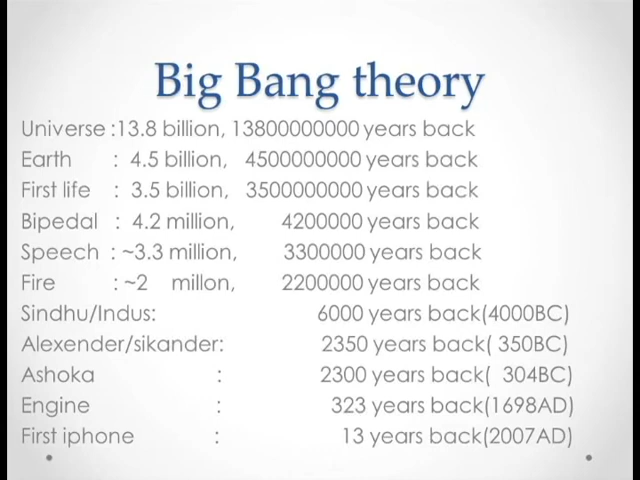 Big Bang theory
Universe :13.8 billion, 13800000000 years back
Earth : 4.5 billion, 4500000000 years back
First life : 3.5 billion, 3500000000 years back
Bipedal : 4.2 million, 4200000 years back
Speech : ~3.3 million, 3300000 years back
Fire : ~2 millon, 2200000 years back
Sindhu/Indus: 6000 years back(4000BC)
Alexender/sikander: 2350 years back( 350BC)
Ashoka : 2300 years back( 304BC)
Engine : 323 years back(1698AD)
First iphone : 13 years back(2007AD)